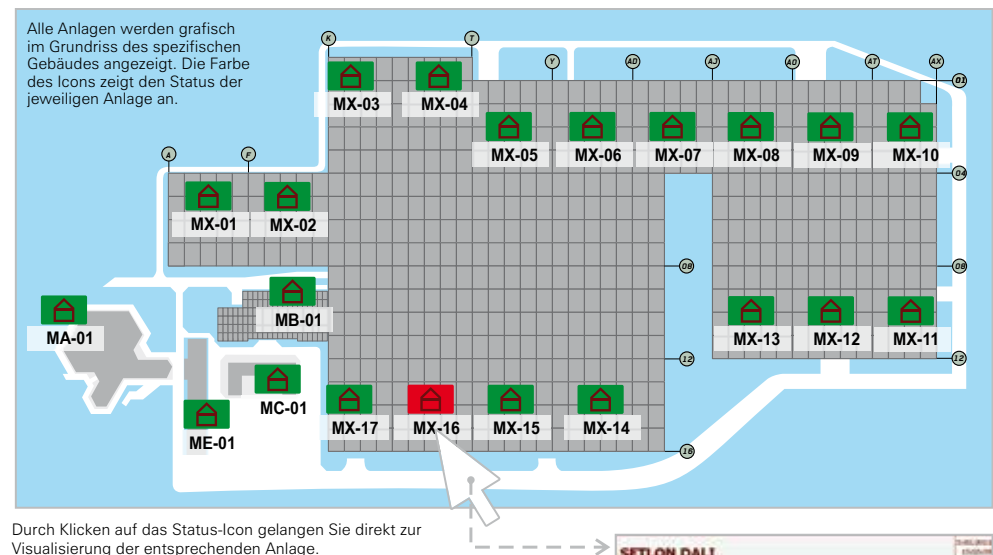 Alle Anlagen werden grafisch
im Grundriss des spezifischen
Gebäudes angezeigt. Die Farbe
des Icons zeigt den Status der
jeweiligen Anlage an.
K
T
MX-03
MX-04
Y
AD
AJ
AO
AT
AX
01
MX-05
MX-06
MX-07
MX-08
MX-09
MX-10
A
F
04
MX-01
MX-02
08
08
MB-01
MA-01
MX-13
MX-12
MX-11
12
12
MC-01
ME-01
MX-17
MX-16
MX-15
MX-14
16
Durch Klicken auf das Status-Icon gelangen Sie direkt zur
Visualisierung der entsprechenden Anlage.
SETLON DALI